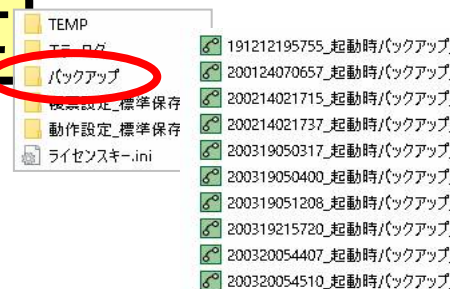 TEMP
エラーログ
バックアップ
検索設定_標準保存
動作設定_標準保存
ライセンスキー.ini
191212195755_起動時バックアップ
200124070657_起動時バックアップ
200214021715_起動時バックアップ
200214021737_起動時バックアップ
200319050317_起動時バックアップ
200319050400_起動時バックアップ
200319051208_起動時バックアップ
200319215720_起動時バックアップ
200320054407_起動時バックアップ
200320054510_起動時バックアップ